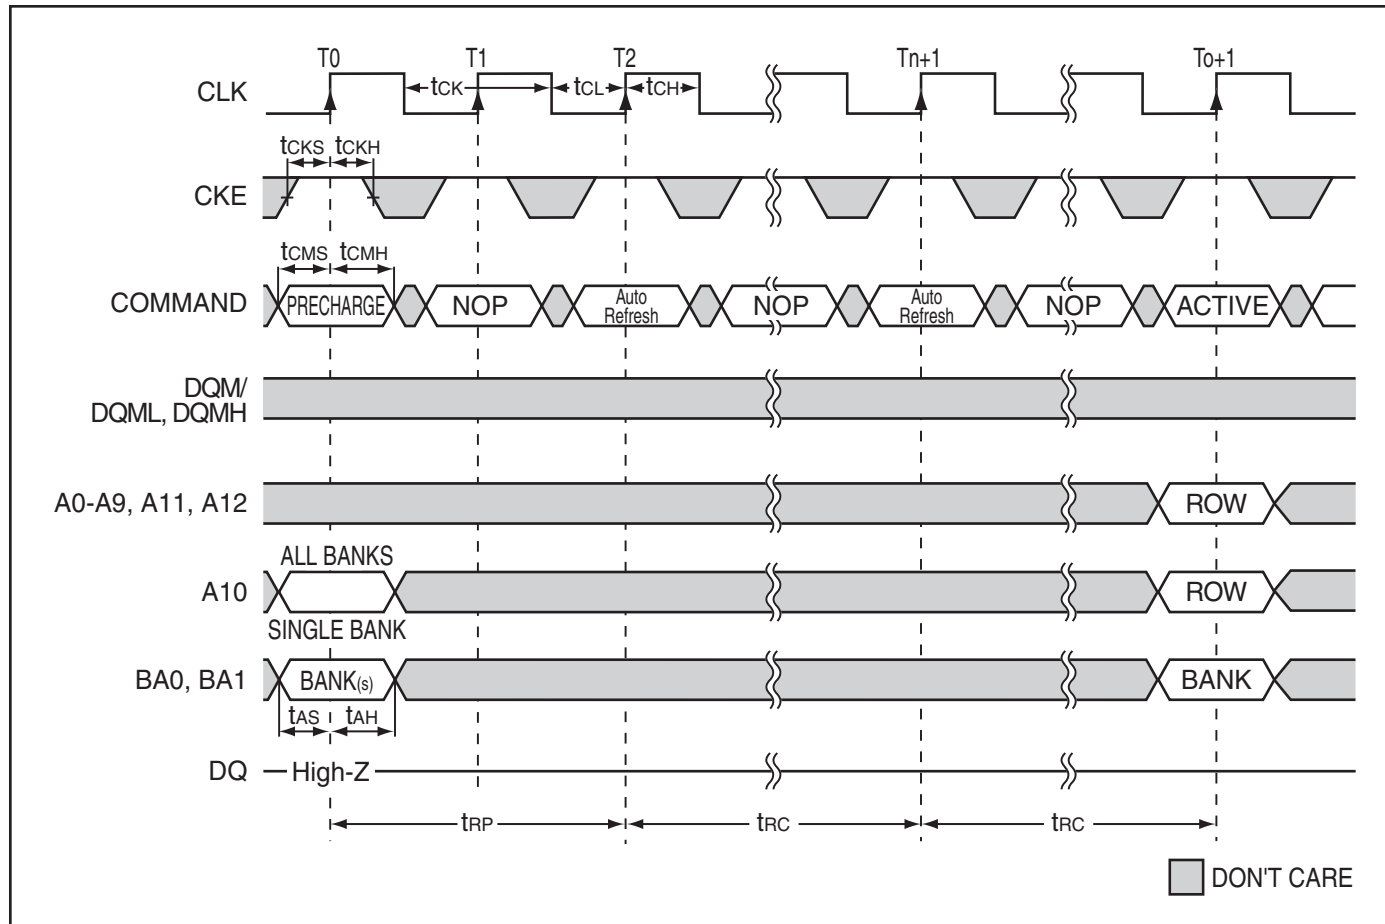 T0 T1 T2 Tn+1 To+1
CLK tCK tCL tCH
tCKS tCKH
CKE
tCMS tCMH
COMMAND PRECHARGE NOP Auto Refresh NOP Auto Refresh NOP ACTIVE
DQM/
DQML, DQMH
A0-A9, A11, A12 ROW
ALL BANKS
A10 ROW
SINGLE BANK
BA0, BA1 BANK(s) BANK
tAS tAH
DQ High-Z
tRP tRC tRC
DON'T CARE